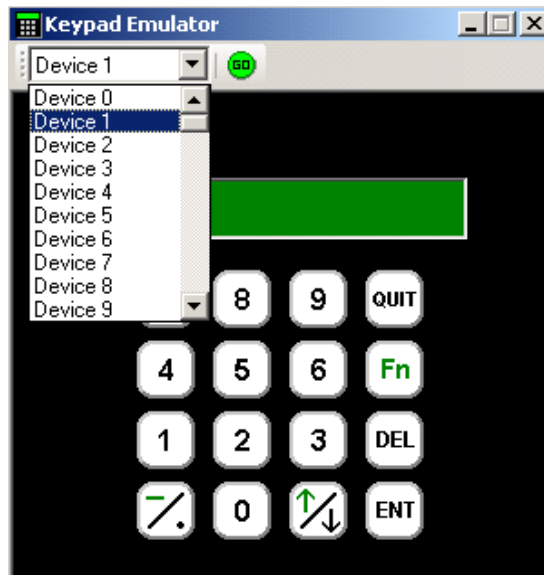 Keypad Emulator
Device 1
GO
Device 0
Device 1
Device 2
Device 3
Device 4
Device 5
Device 6
Device 7
Device 8
Device 9
8 9 QUIT
4 5 6 Fn
1 2 3 DEL
−/. 0 ↑/↓ ENT